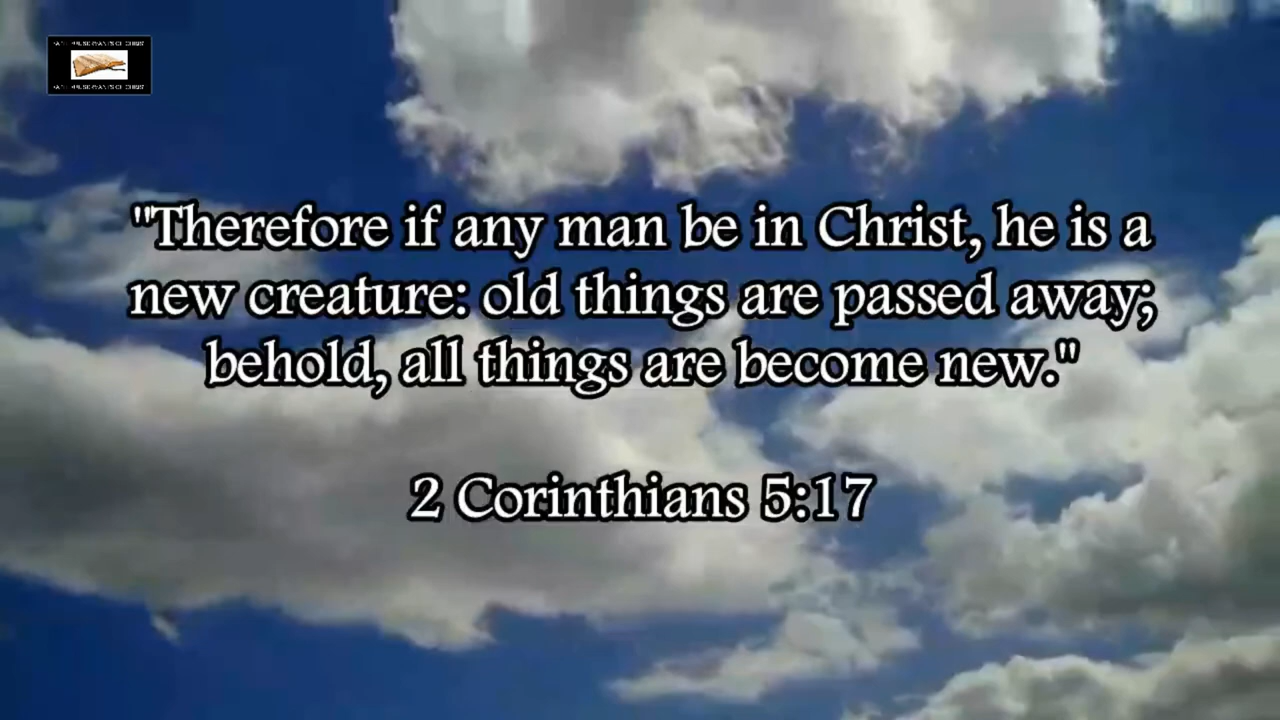 "Therefore if any man be in Christ, he is a
new creature: old things are passed away;
behold, all things are become new."
2 Corinthians 5:17